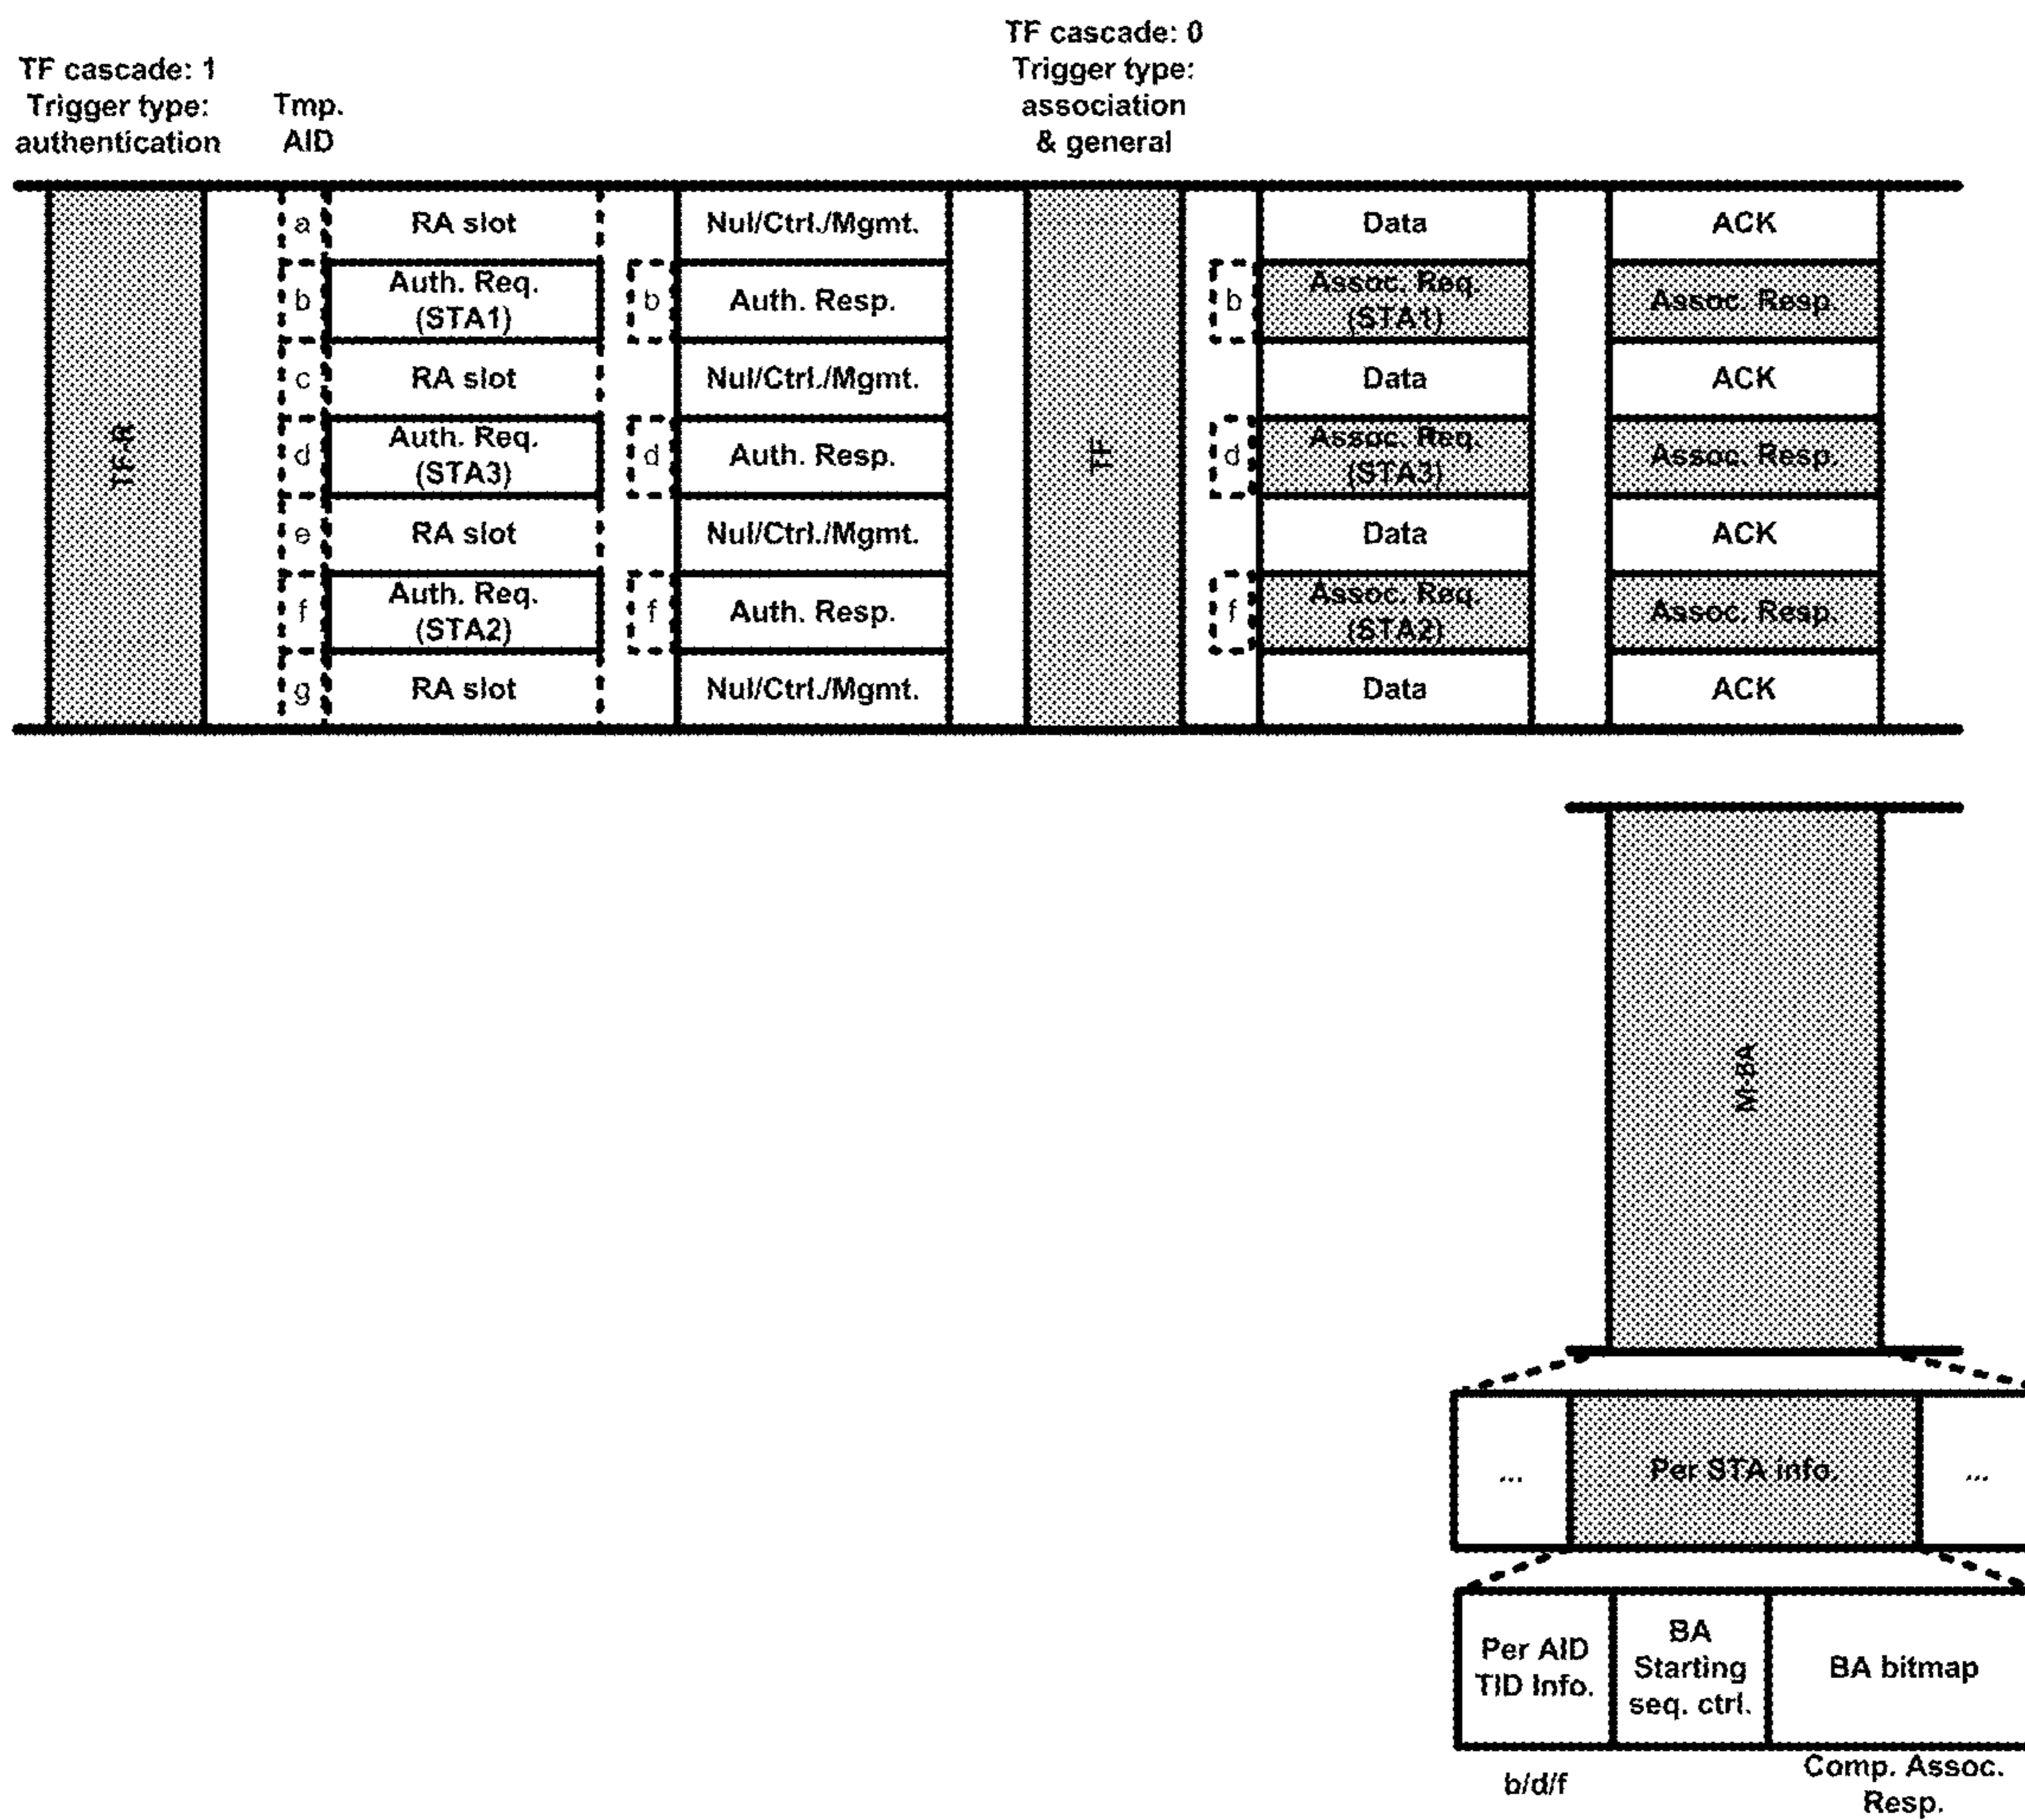 TF cascade: 1
Trigger type:
authentication
Tmp.
AID
TF cascade: 0
Trigger type:
association
& general
TF-R
a
RA slot
Nul/Ctrl./Mgmt.
TF
Data
ACK
b
Auth. Req.
(STA1)
b
Auth. Resp.
b
Assoc. Req.
(STA1)
Assoc. Resp.
c
RA slot
Nul/Ctrl./Mgmt.
Data
ACK
d
Auth. Req.
(STA3)
d
Auth. Resp.
d
Assoc. Req.
(STA3)
Assoc. Resp.
e
RA slot
Nul/Ctrl./Mgmt.
Data
ACK
f
Auth. Req.
(STA2)
f
Auth. Resp.
f
Assoc. Req.
(STA2)
Assoc. Resp.
g
RA slot
Nul/Ctrl./Mgmt.
Data
ACK
M-BA
...
Per STA info.
...
Per AID
TID Info.
BA
Starting
seq. ctrl.
BA bitmap
b/d/f
Comp. Assoc.
Resp.